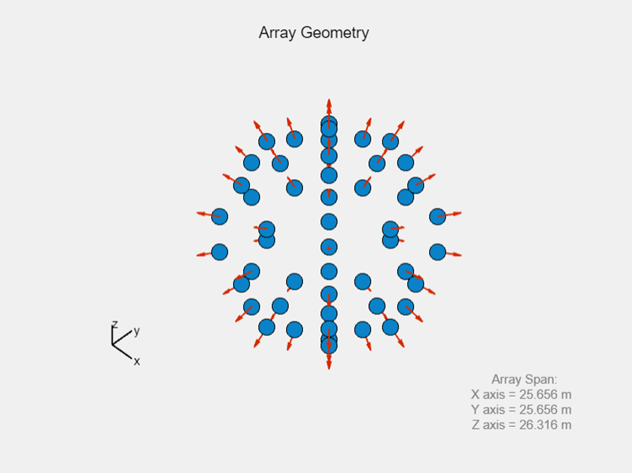 Array Geometry
z
y
x
Array Span:
X axis = 25.656 m
Y axis = 25.656 m
Z axis = 26.316 m